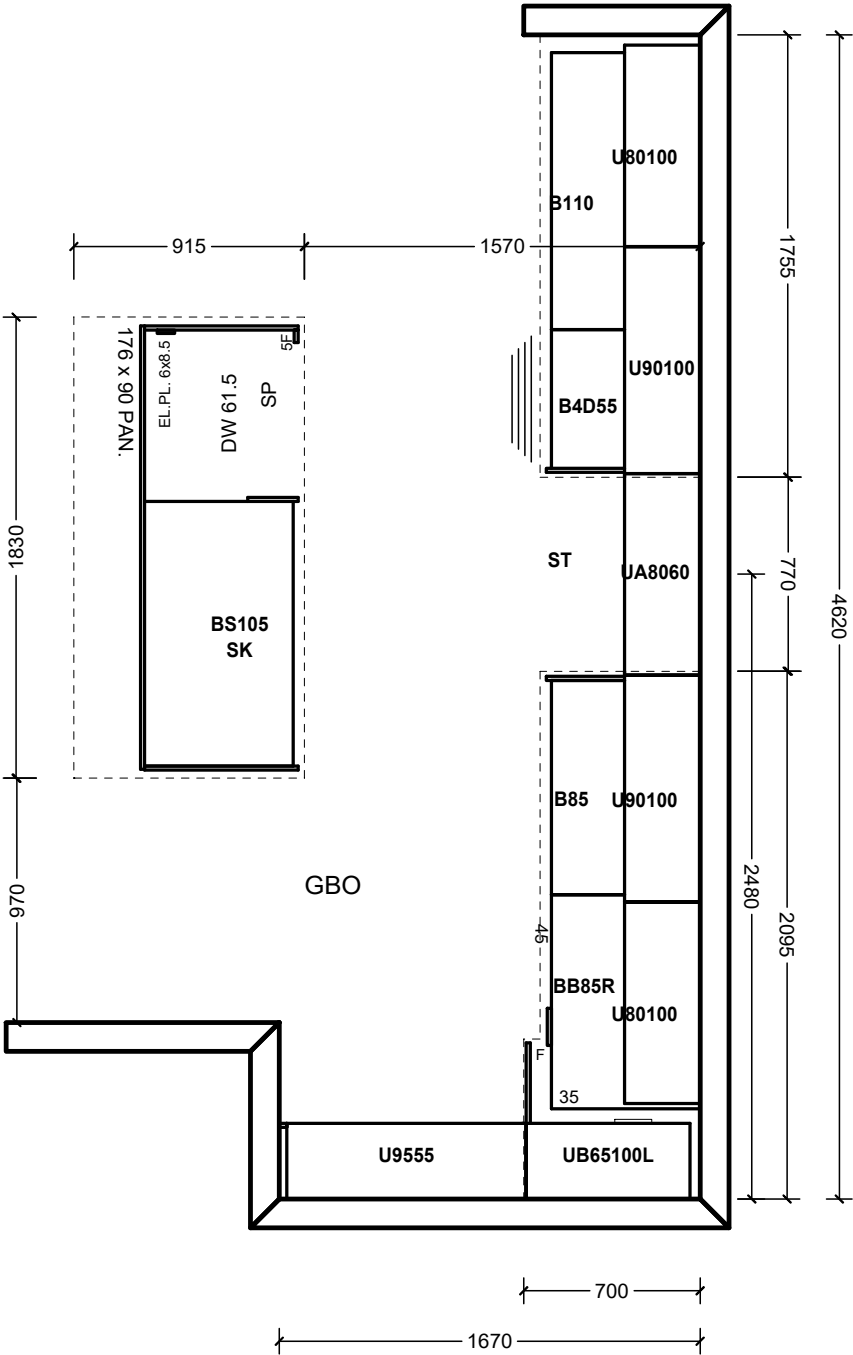 U80100
B110
915
1570
1755
176 x 90 PAN.
EL.PL. 6x8.5
5F
DW 61.5
SP
U90100
B4D55
1830
ST
UA8060
770
4620
BS105
SK
B85
U90100
GBO
970
2480
2095
45
BB85R
U80100
F
35
U9555
UB65100L
700
1670